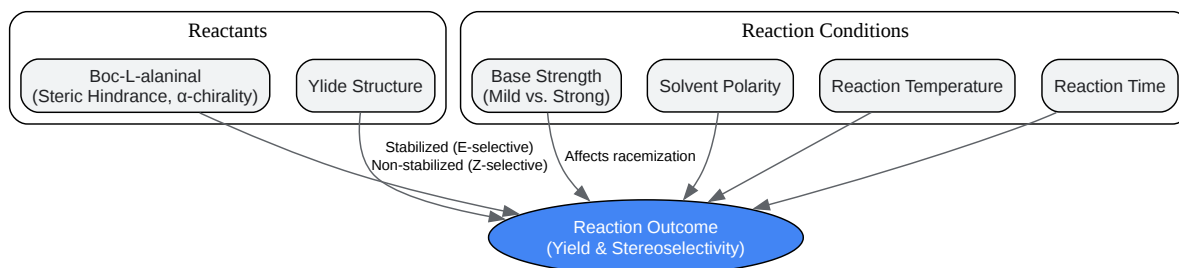 Reactants
Reaction Conditions
Boc-L-alaninal
(Steric Hindrance, α-chirality)
Ylide Structure
Base Strength
(Mild vs. Strong)
Solvent Polarity
Reaction Temperature
Reaction Time
Stabilized (E-selective)
Non-stabilized (Z-selective)
Affects racemization
Reaction Outcome
(Yield & Stereoselectivity)